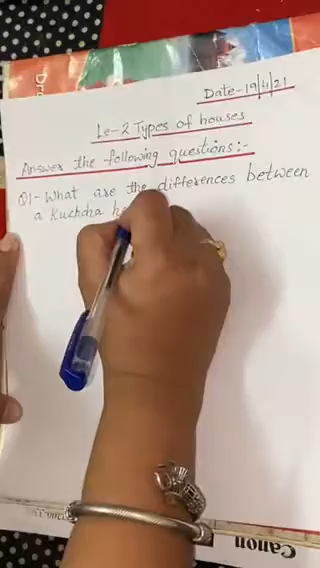 Date-19/4/21
Le-2 Types of houses
Answer the following questions:-
Q1- What are the differences between
a Kuchcha h
Canon